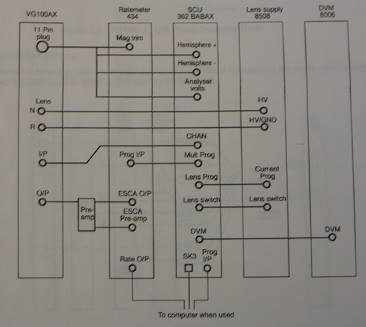 VG100AX
Ratemeter
434
SCU
362 BABAX
Lens supply
8508
DVM
8006
11 Pin
plug
Mag trim
Hemisphere +
Hemisphere -
Analyser
volts
Lens
N
HV
R
HV/GND
CHAN
I/P
Prog I/P
Mult Prog
Lens Prog
Current
Prog
O/P
Pre-
amp
ESCA O/P
Lens switch
Lens switch
ESCA
Pre-amp
DVM
DVM
Rate O/P
SK3
Prog
I/P
To computer when used